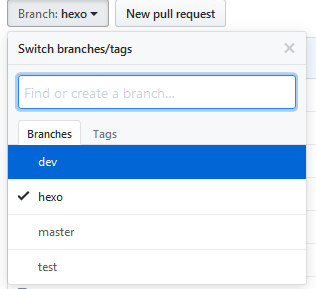 Branch: hexo New pull request
Switch branches/tags
Find or create a branch...
Branches Tags
dev
hexo
master
test